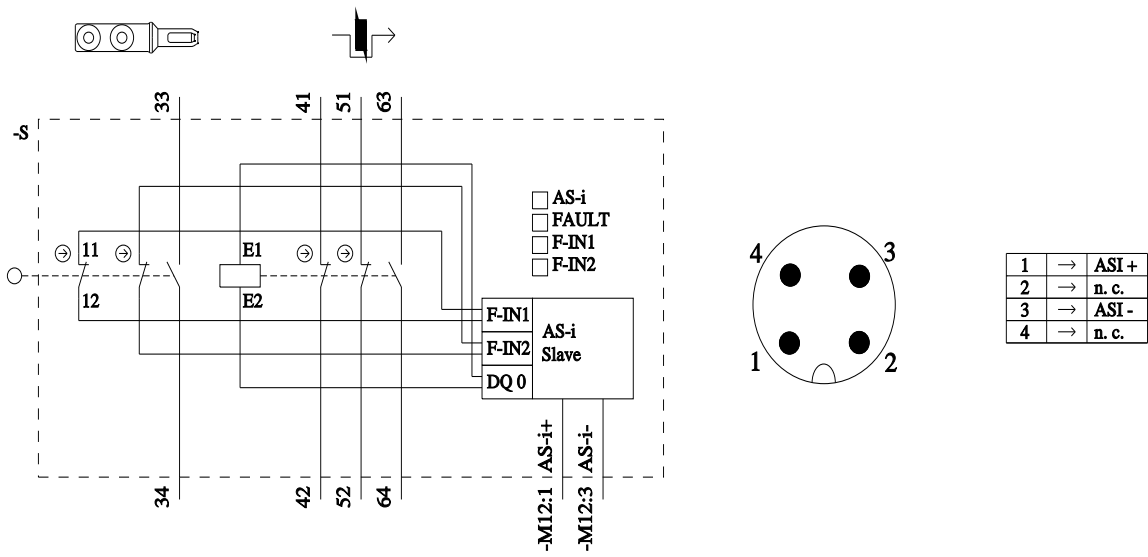 33
41
51
63
-S
AS-i
FAULT
F-IN1
F-IN2
11
E1
12
E2
F-IN1
F-IN2
DQ 0
AS-i
Slave
34
42
52
64
-M12:1 AS-i+
-M12:3 AS-i-
4
3
1
2
1 → ASI +
2 → n. c.
3 → ASI -
4 → n. c.